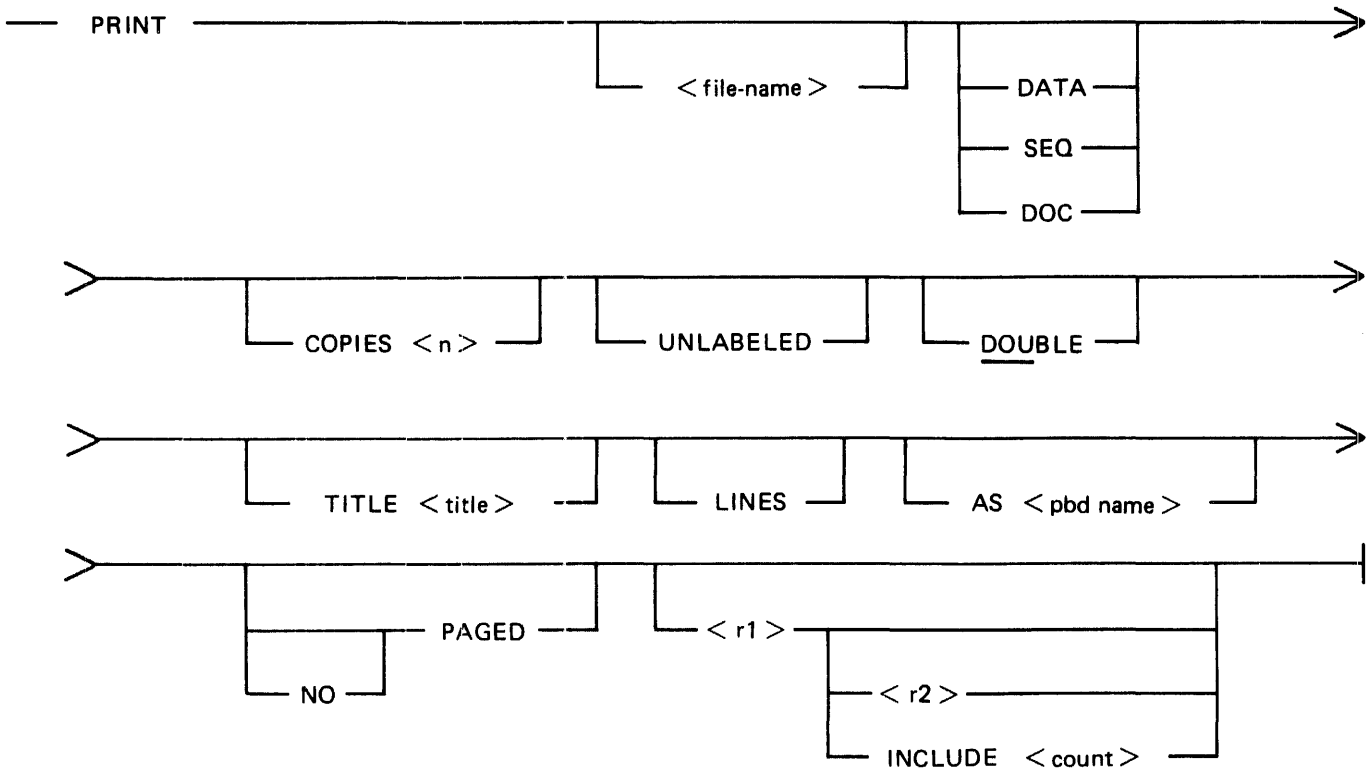 PRINT
< file-name >
DATA
SEQ
DOC
COPIES < n >
UNLABELED
DOUBLE
TITLE < title >
LINES
AS < pbd name >
PAGED
NO
< r1 >
< r2 >
INCLUDE < count >